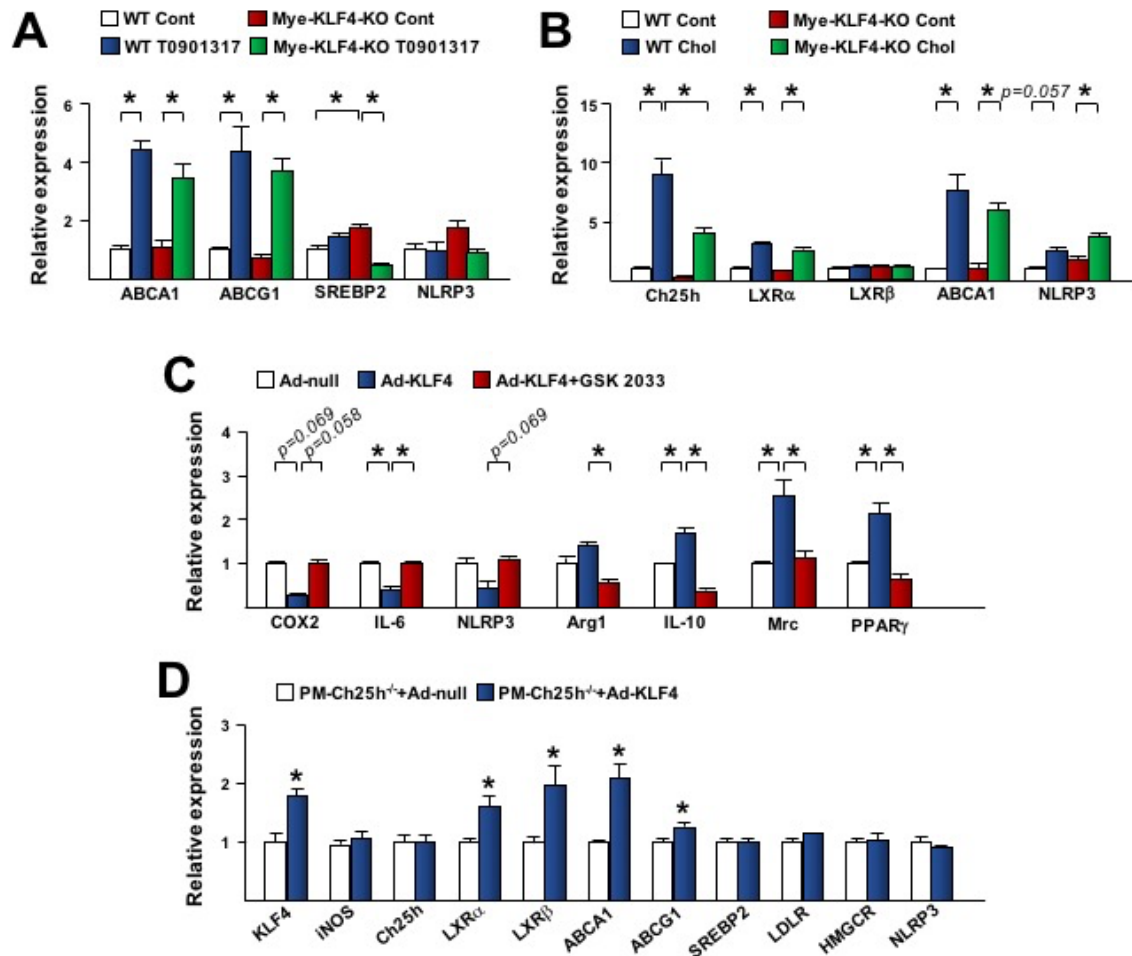 A
WT Cont Mye-KLF4-KO Cont
WT T0901317 Mye-KLF4-KO T0901317
Relative expression
6
4
2
* * * * * *
ABCA1 ABCG1 SREBP2 NLRP3
B
WT Cont Mye-KLF4-KO Cont
WT Chol Mye-KLF4-KO Chol
Relative expression
15
10
5
* * * * * * p=0.057 *
Ch25h LXRα LXRβ ABCA1 NLRP3
C
Ad-null Ad-KLF4 Ad-KLF4+GSK 2033
Relative expression
4
3
2
1
p=0.069 p=0.058 * * p=0.069 * * * * * * *
COX2 IL-6 NLRP3 Arg1 IL-10 Mrc PPARγ
D
PM-Ch25h-/-+Ad-null PM-Ch25h-/-+Ad-KLF4
Relative expression
3
2
1
* * * * *
KLF4 iNOS Ch25h LXRα LXRβ ABCA1 ABCG1 SREBP2 LDLR HMGCR NLRP3